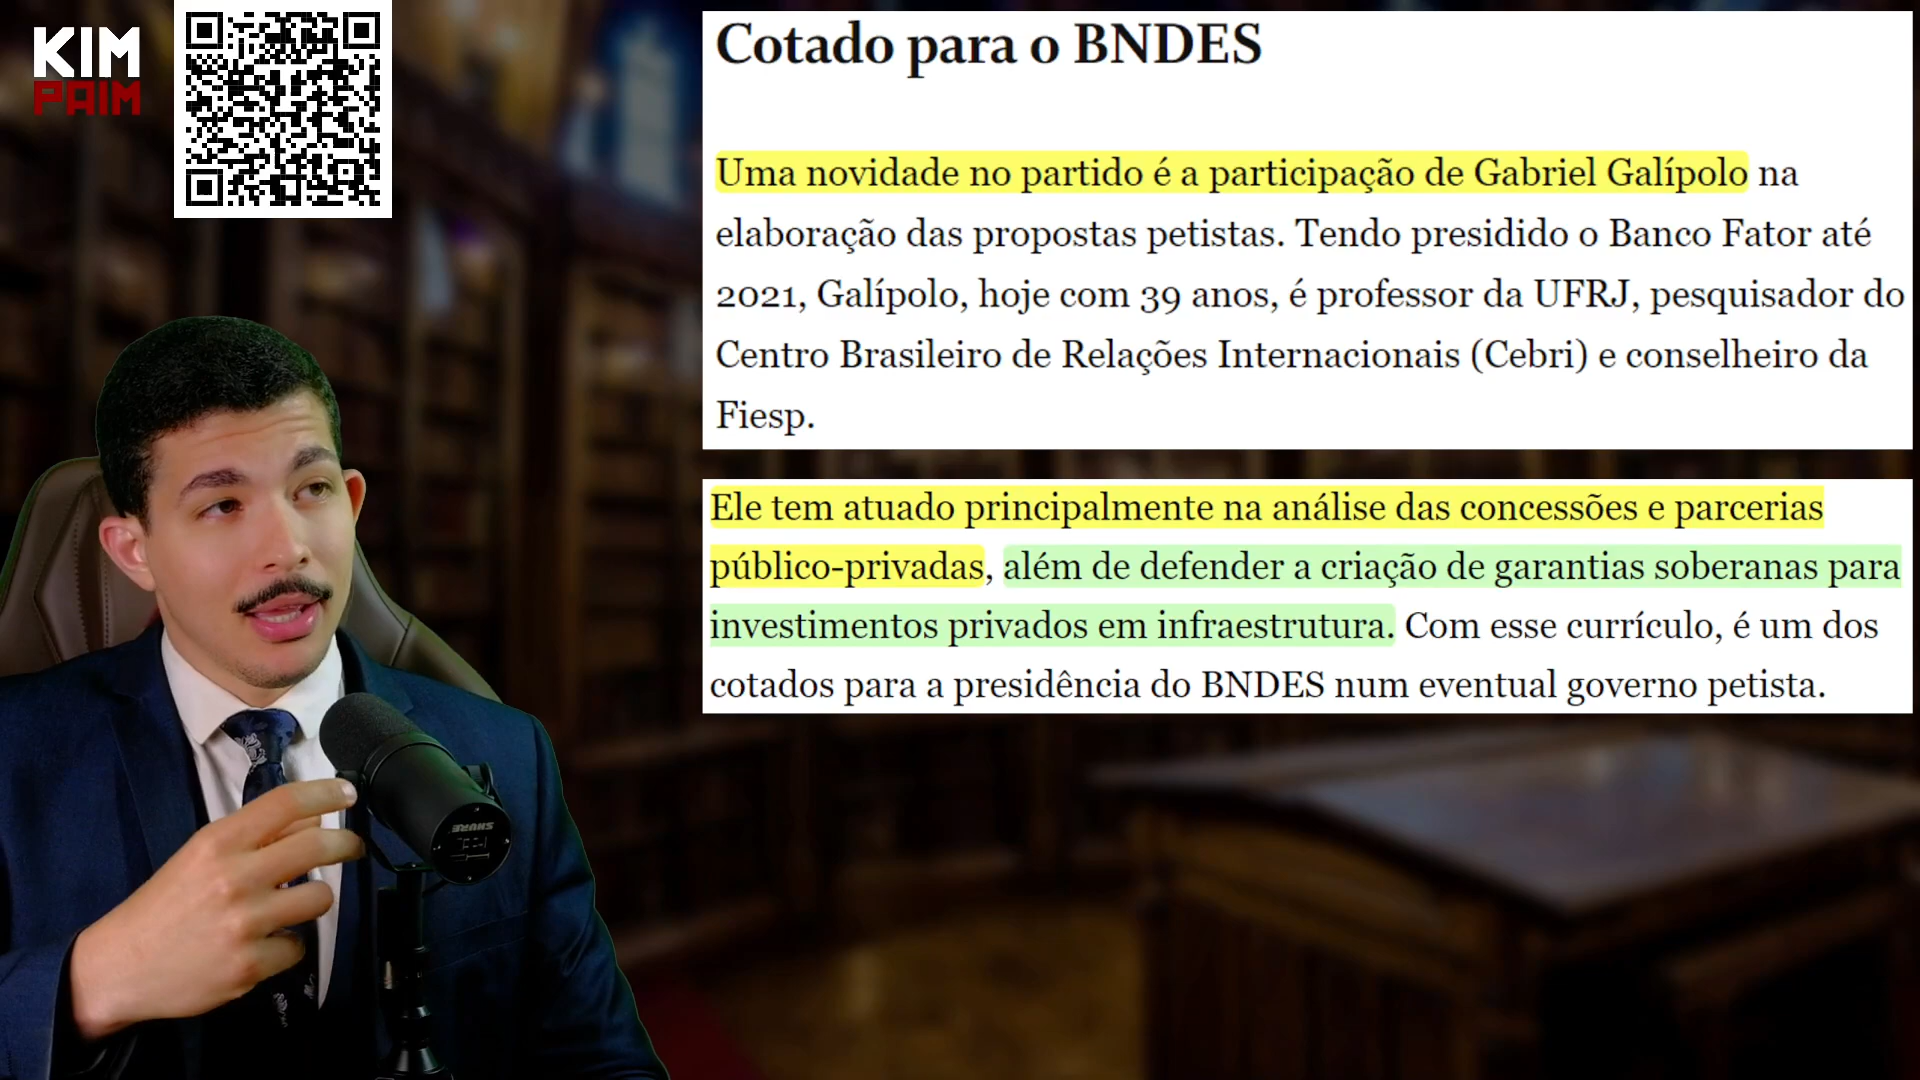 KIM
PAIM
Cotado para o BNDES
Uma novidade no partido é a participação de Gabriel Galípolo na
elaboração das propostas petistas. Tendo presidido o Banco Fator até
2021, Galípolo, hoje com 39 anos, é professor da UFRJ, pesquisador do
Centro Brasileiro de Relações Internacionais (Cebri) e conselheiro da
Fiesp.
Ele tem atuado principalmente na análise das concessões e parcerias
público-privadas, além de defender a criação de garantias soberanas para
investimentos privados em infraestrutura. Com esse currículo, é um dos
cotados para a presidência do BNDES num eventual governo petista.
SHURE